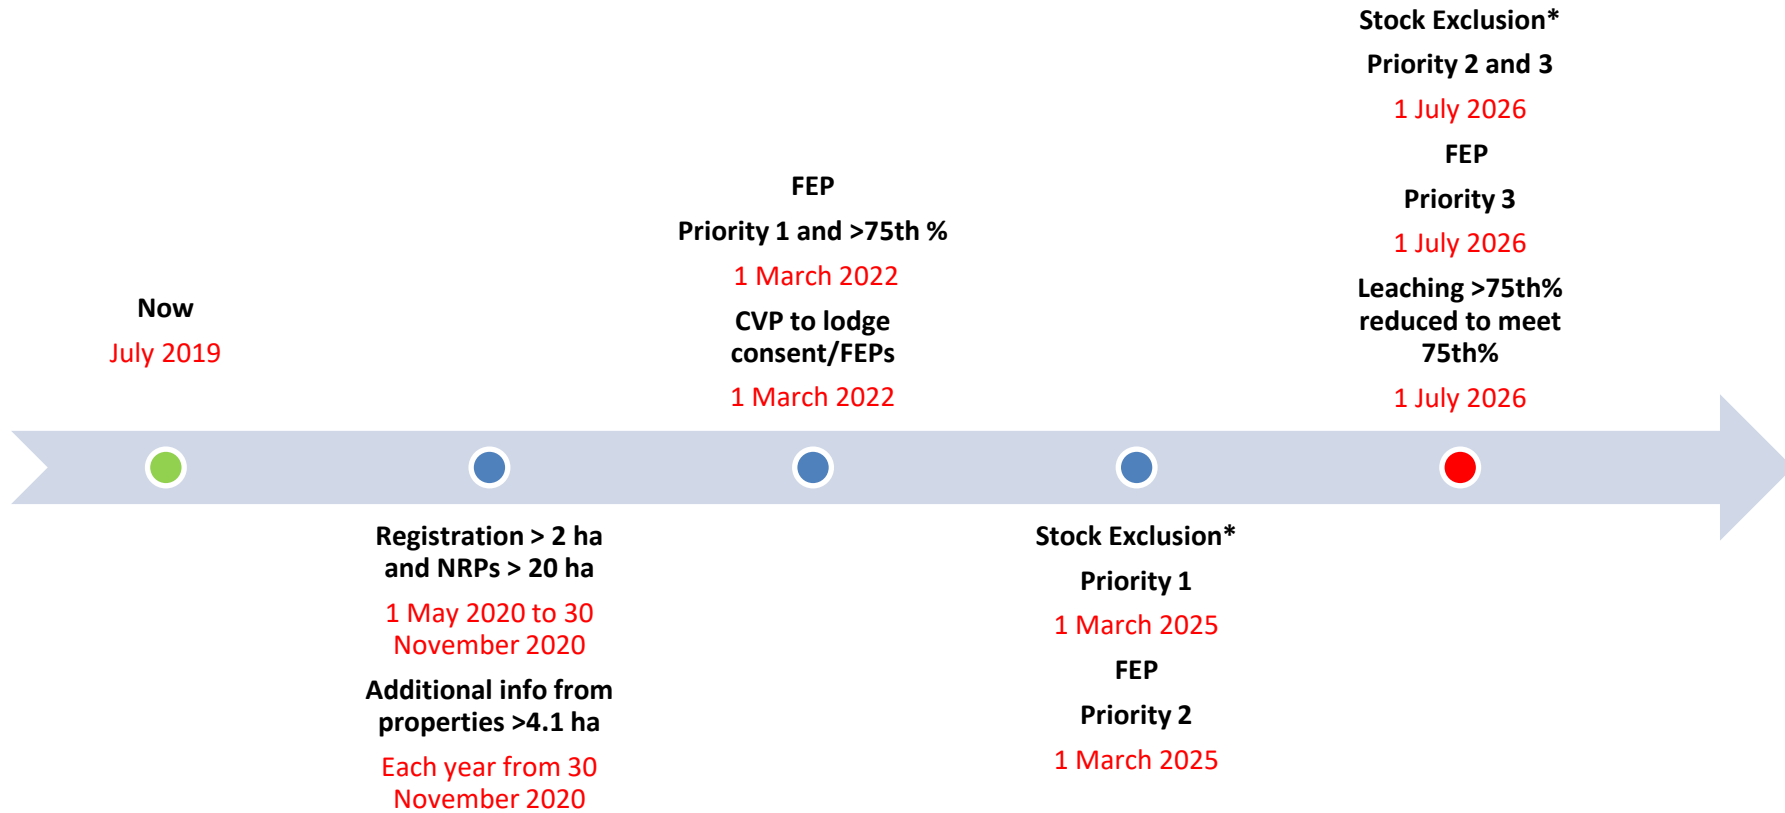 Now
July 2019
Registration > 2 ha
and NRPs > 20 ha
1 May 2020 to 30
November 2020
Additional info from
properties >4.1 ha
Each year from 30
November 2020
FEP
Priority 1 and >75th %
1 March 2022
CVP to lodge
consent/FEPs
1 March 2022
Stock Exclusion*
Priority 1
1 March 2025
FEP
Priority 2
1 March 2025
Stock Exclusion*
Priority 2 and 3
1 July 2026
FEP
Priority 3
1 July 2026
Leaching >75th%
reduced to meet
75th%
1 July 2026